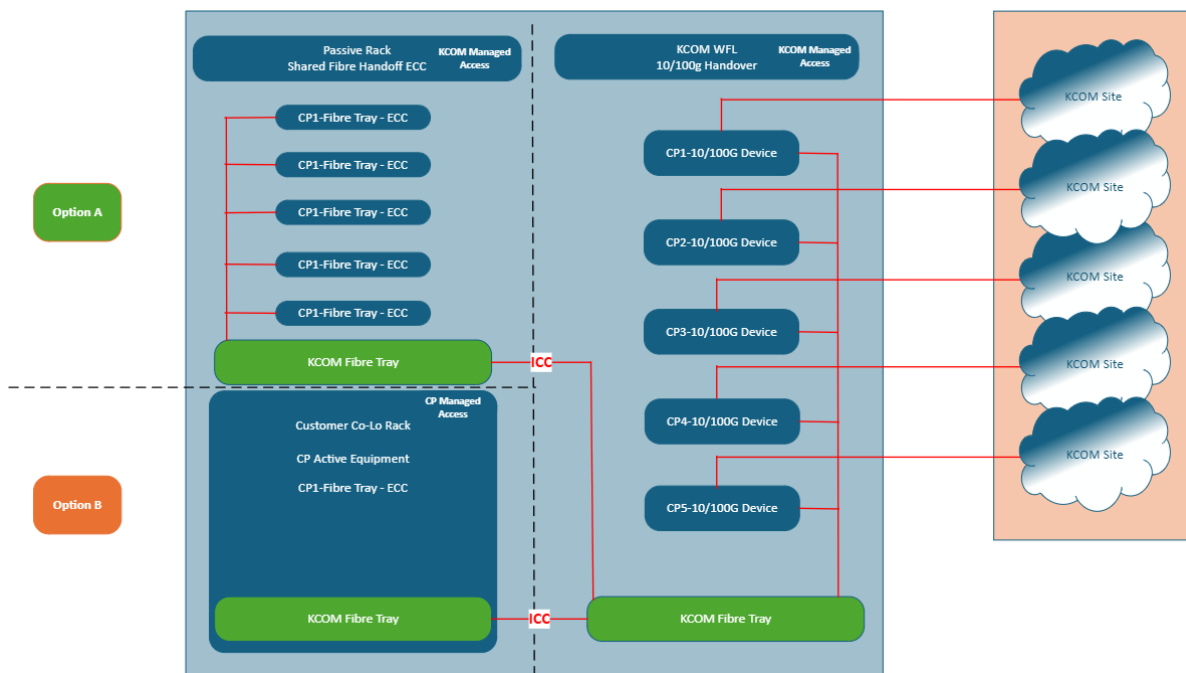 Passive Rack
Shared Fibre Handoff ECC
KCOM Managed
Access
CP1-Fibre Tray - ECC
CP1-Fibre Tray - ECC
CP1-Fibre Tray - ECC
CP1-Fibre Tray - ECC
CP1-Fibre Tray - ECC
KCOM Fibre Tray
Option A
ICC
KCOM WFL
10/100g Handover
KCOM Managed
Access
CP1-10/100G Device
CP2-10/100G Device
CP3-10/100G Device
CP4-10/100G Device
CP5-10/100G Device
KCOM Fibre Tray
KCOM Site
KCOM Site
KCOM Site
KCOM Site
KCOM Site
Option B
CP Managed
Access
Customer Co-Lo Rack
CP Active Equipment
CP1-Fibre Tray - ECC
KCOM Fibre Tray
ICC